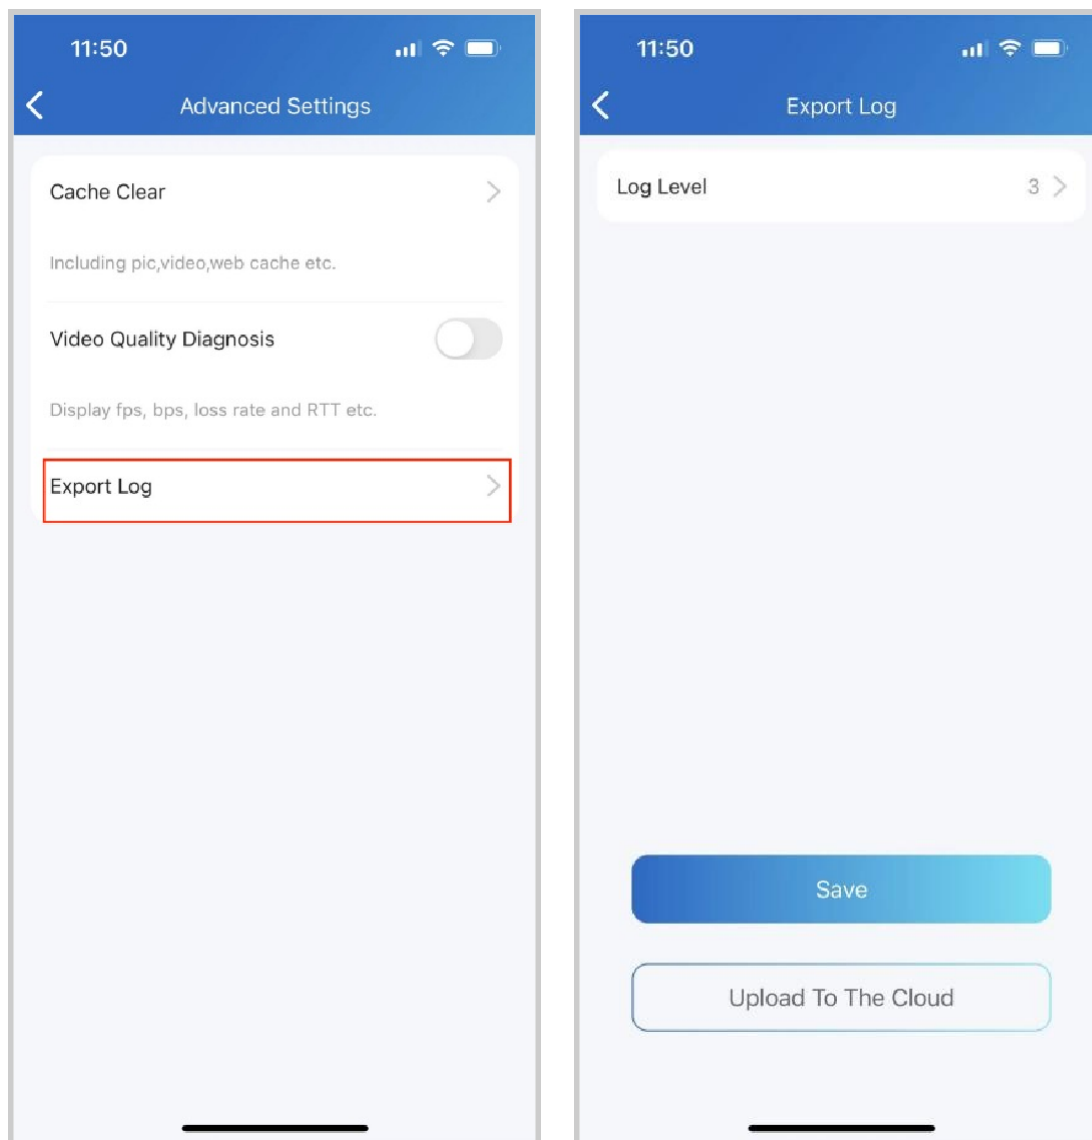 11:50
Advanced Settings
Cache Clear
Including pic,video,web cache etc.
Video Quality Diagnosis
Display fps, bps, loss rate and RTT etc.
Export Log
11:50
Export Log
Log Level 3
Save
Upload To The Cloud